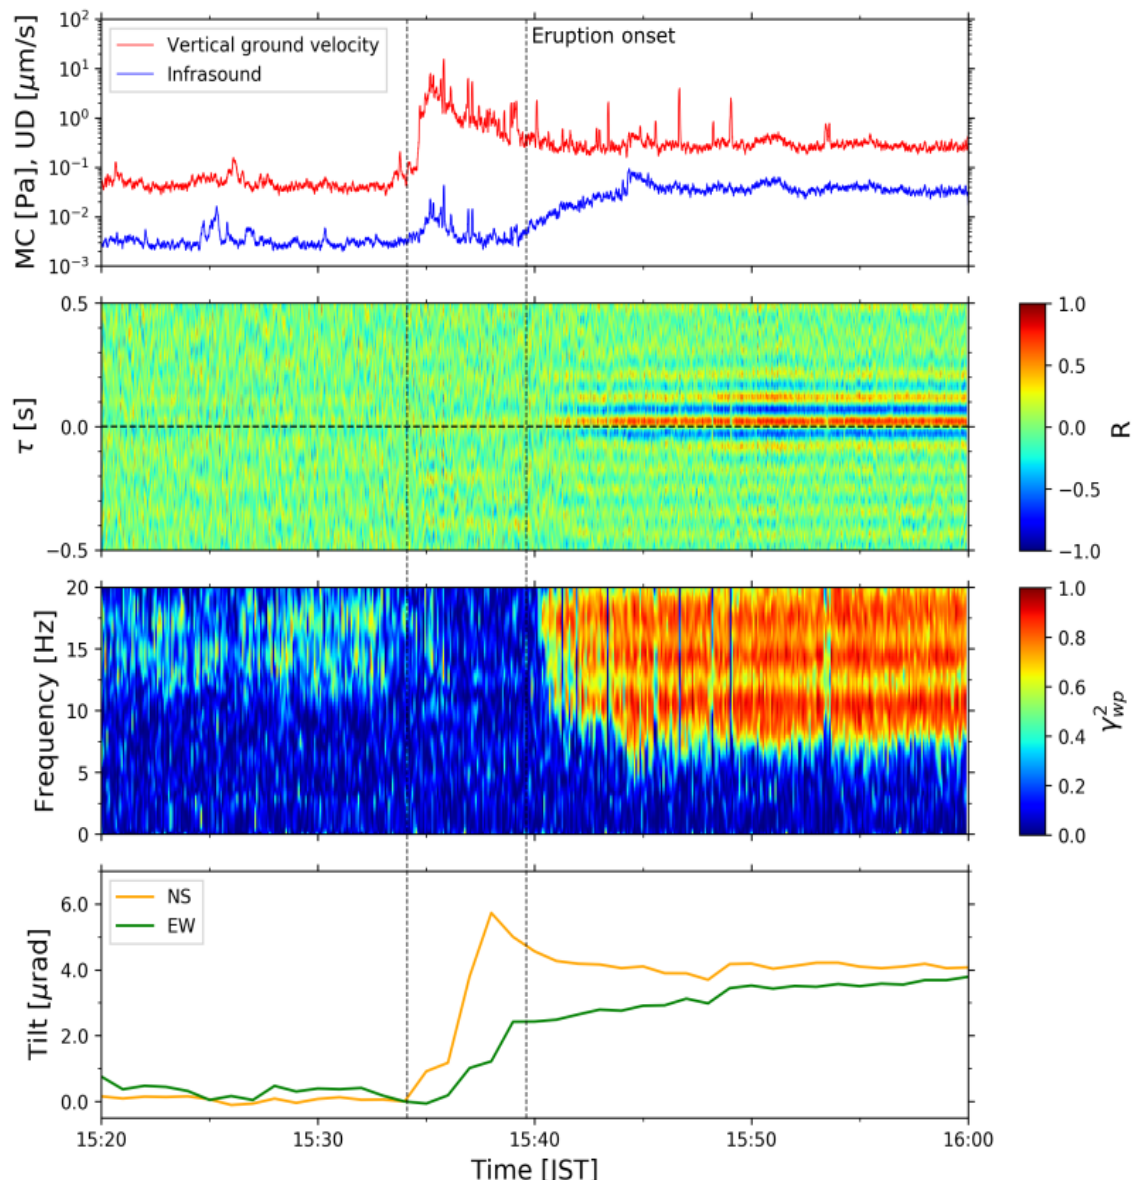 10²
10¹
10⁰
10⁻¹
10⁻²
10⁻³
MC [Pa], UD [μm/s]
Vertical ground velocity
Infrasound
Eruption onset
0.5
0.0
−0.5
τ [s]
1.0
0.5
0.0
−0.5
−1.0
R
20
15
10
5
0
Frequency [Hz]
1.0
0.8
0.6
0.4
0.2
0.0
γ²wp
NS
EW
6.0
4.0
2.0
0.0
Tilt [μrad]
15:20
15:30
15:40
15:50
16:00
Time [JST]